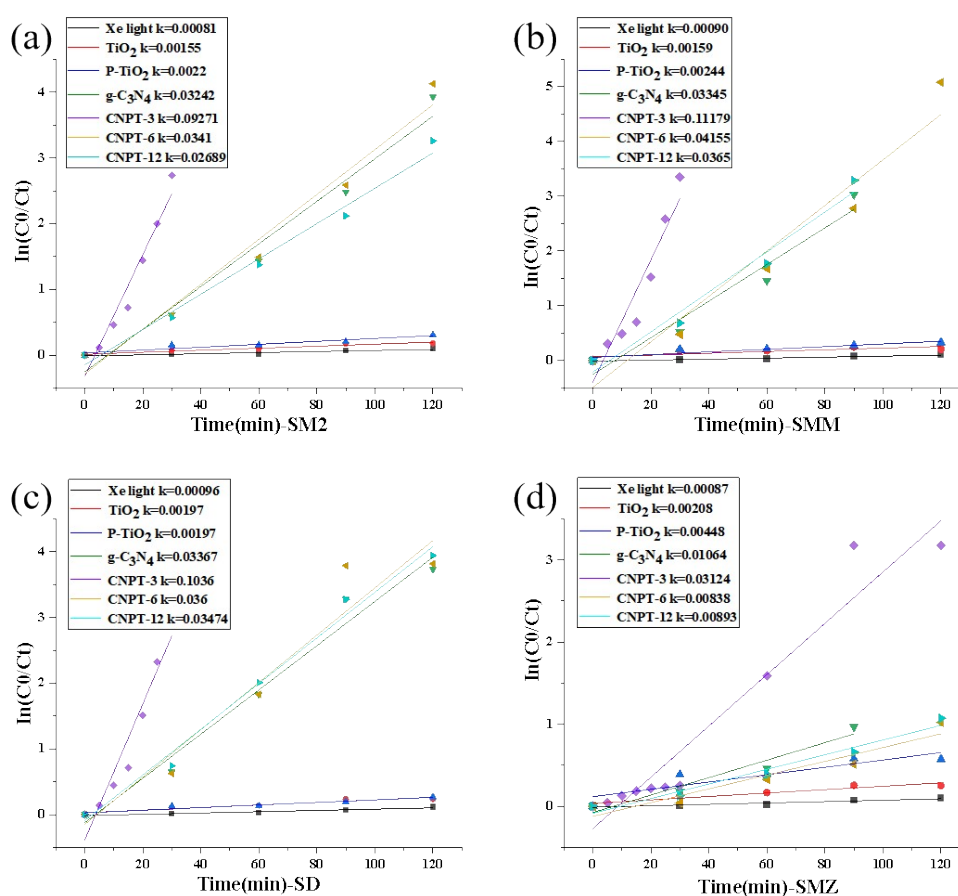 (a)
Xe light k=0.00081
TiO2 k=0.00155
P-TiO2 k=0.0022
g-C3N4 k=0.03242
CNPT-3 k=0.09271
CNPT-6 k=0.0341
CNPT-12 k=0.02689
ln(C0/Ct)
4
3
2
1
0
0 20 40 60 80 100 120
Time(min)-SM2
(b)
Xe light k=0.00090
TiO2 k=0.00159
P-TiO2 k=0.00244
g-C3N4 k=0.03345
CNPT-3 k=0.11179
CNPT-6 k=0.04155
CNPT-12 k=0.0365
ln(C0/Ct)
5
4
3
2
1
0
0 20 40 60 80 100 120
Time(min)-SMM
(c)
Xe light k=0.00096
TiO2 k=0.00197
P-TiO2 k=0.00197
g-C3N4 k=0.03367
CNPT-3 k=0.1036
CNPT-6 k=0.036
CNPT-12 k=0.03474
ln(C0/Ct)
4
3
2
1
0
0 20 40 60 80 100 120
Time(min)-SD
(d)
Xe light k=0.00087
TiO2 k=0.00208
P-TiO2 k=0.00448
g-C3N4 k=0.01064
CNPT-3 k=0.03124
CNPT-6 k=0.00838
CNPT-12 k=0.00893
ln(C0/Ct)
3
2
1
0
0 20 40 60 80 100 120
Time(min)-SMZ